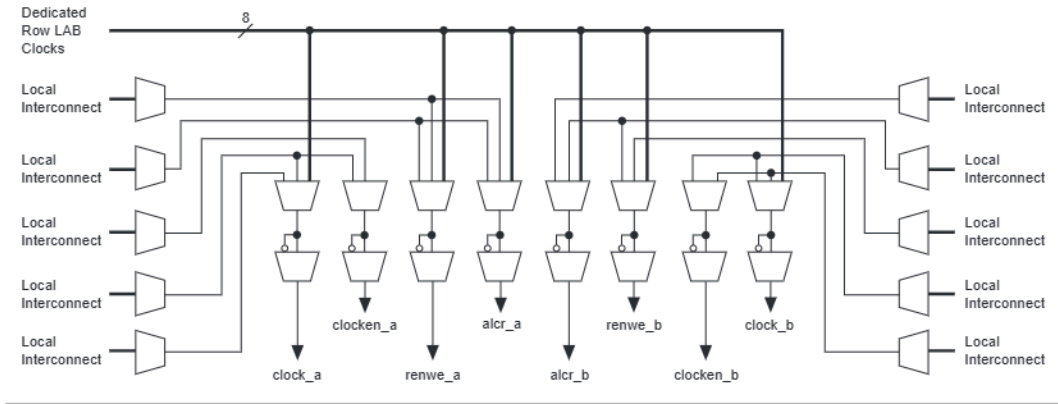 Dedicated
Row LAB
Clocks
8
Local
Interconnect
Local
Interconnect
Local
Interconnect
Local
Interconnect
Local
Interconnect
Local
Interconnect
Local
Interconnect
Local
Interconnect
Local
Interconnect
Local
Interconnect
clocken_a
alcr_a
renwe_b
clock_b
clock_a
renwe_a
alcr_b
clocken_b